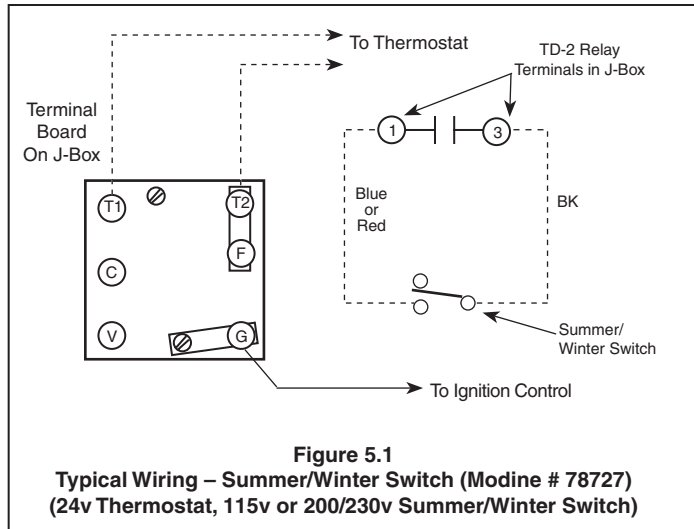 To Thermostat
TD-2 Relay
Terminals in J-Box
Terminal
Board
On J-Box
1
3
T1
T2
Blue
or
Red
BK
F
C
V
G
Summer/
Winter Switch
To Ignition Control
Figure 5.1
Typical Wiring – Summer/Winter Switch (Modine # 78727)
(24v Thermostat, 115v or 200/230v Summer/Winter Switch)